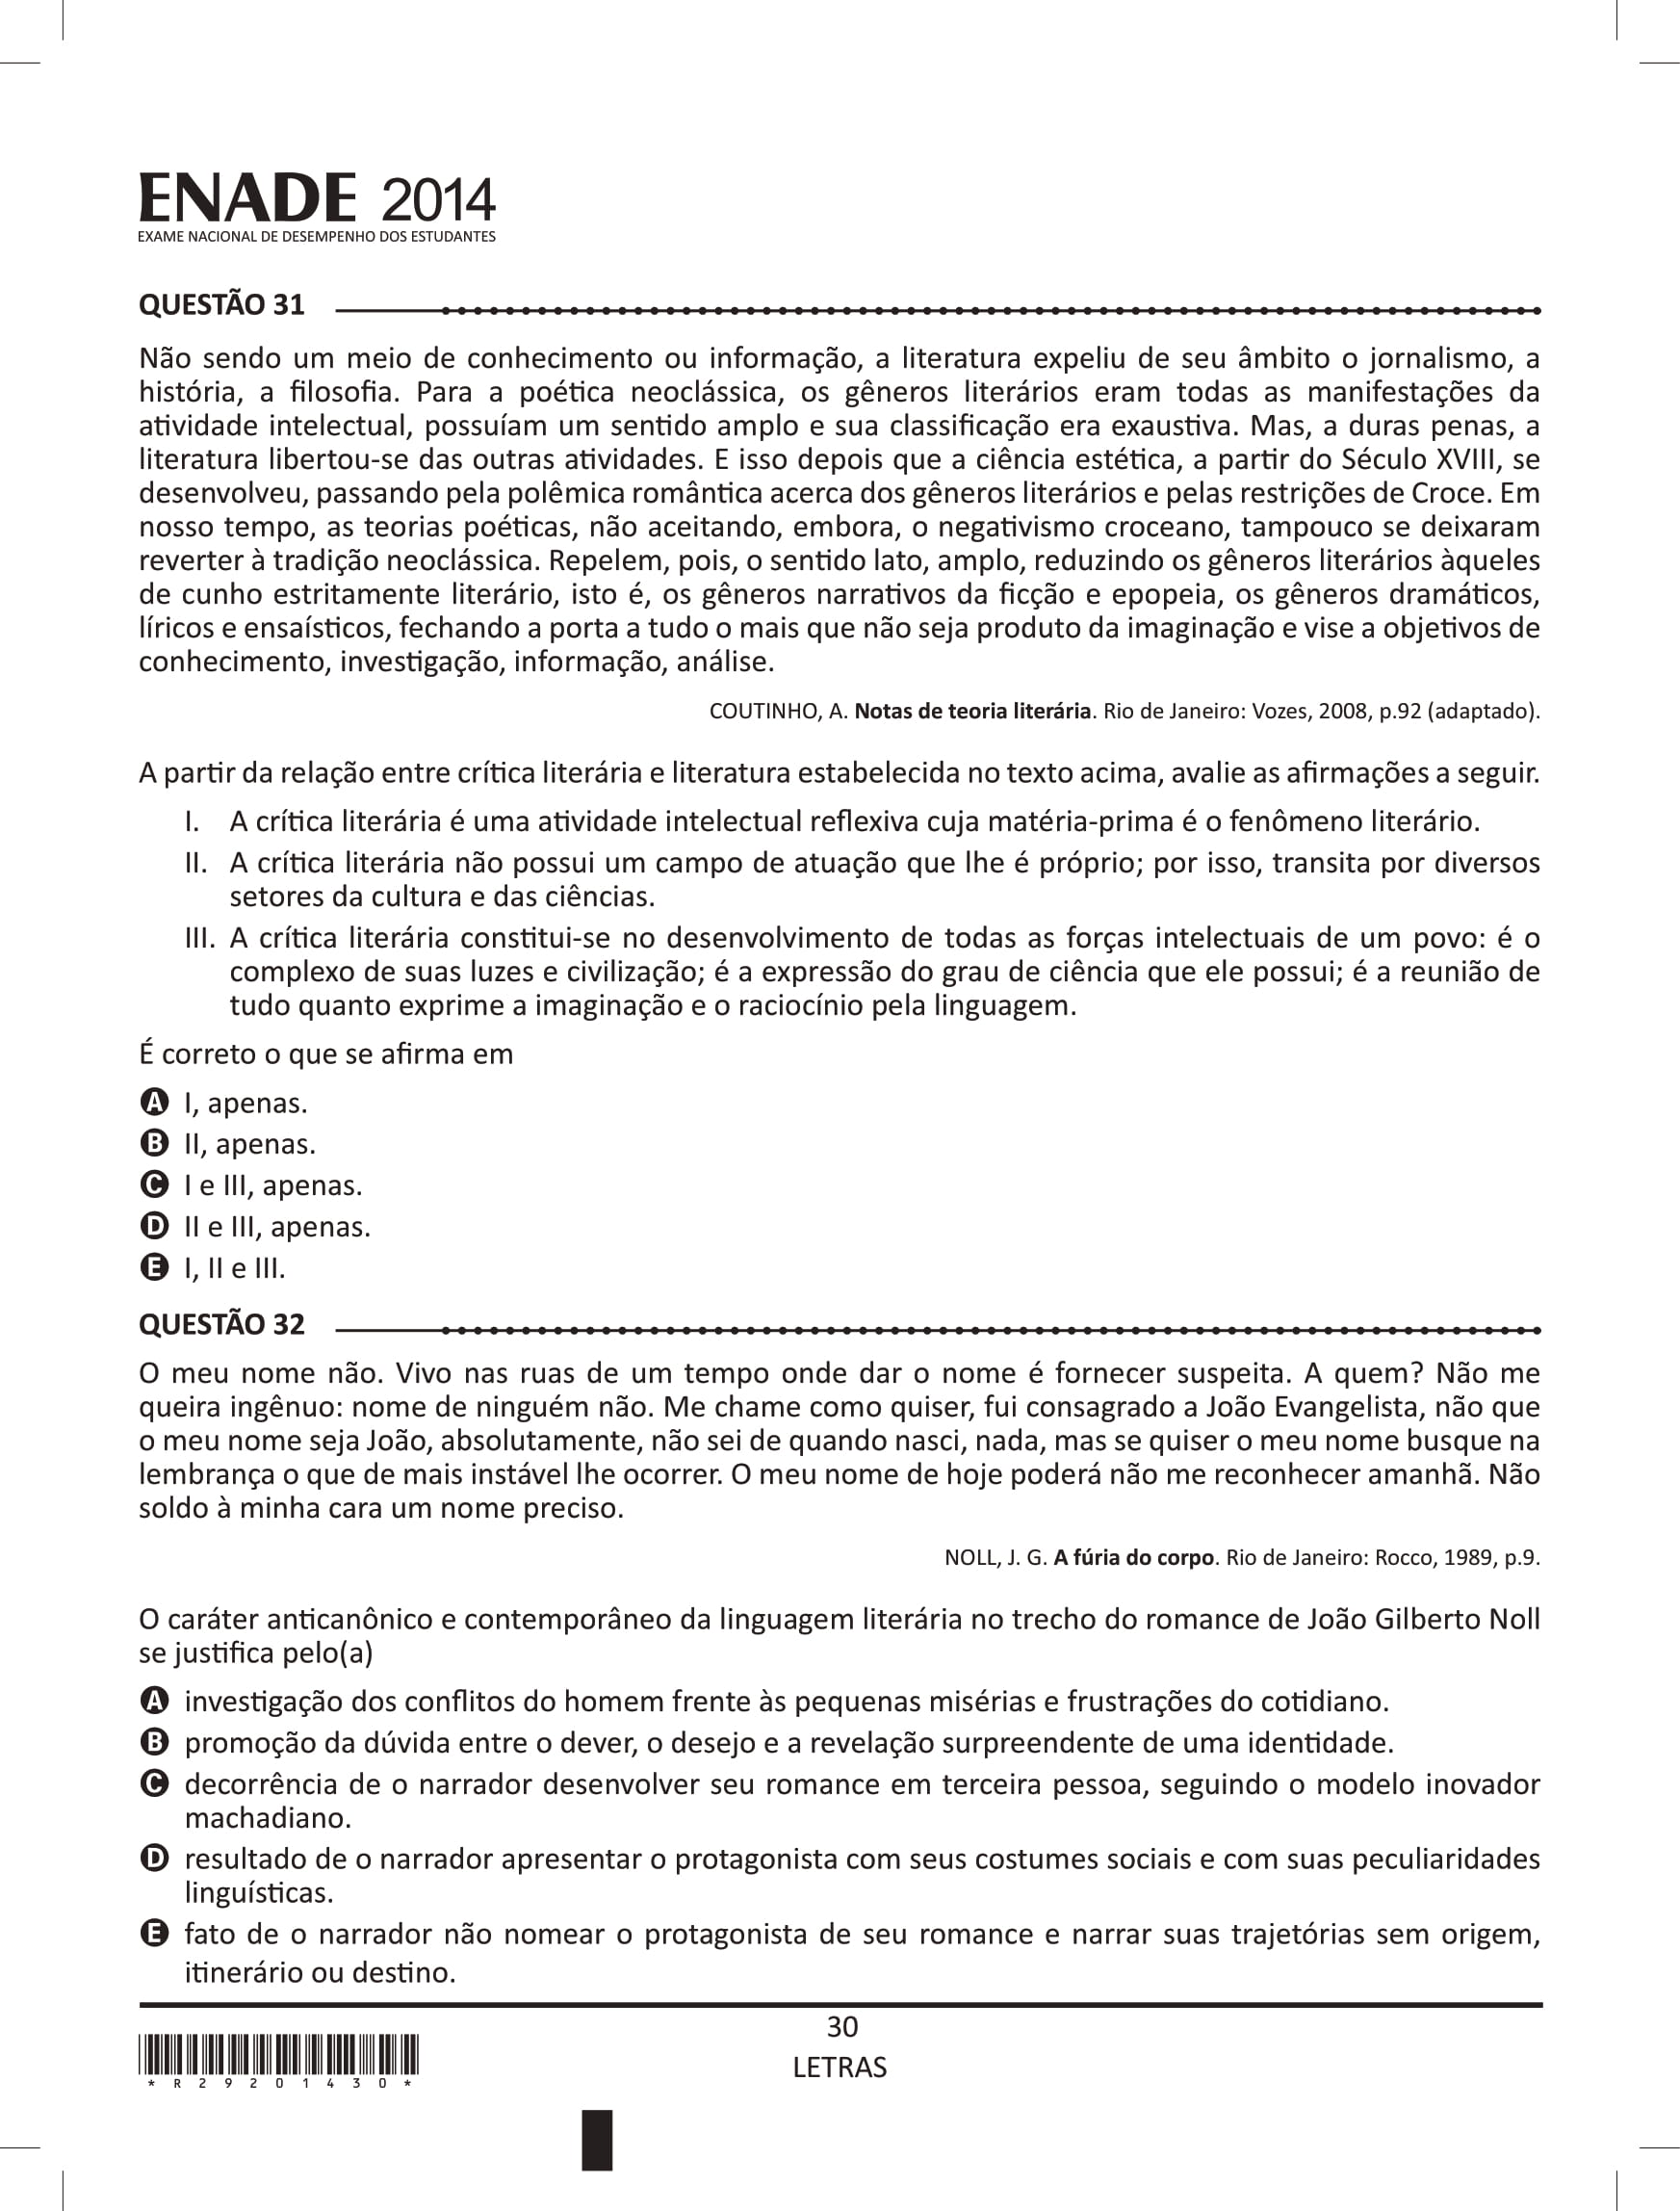 ENADE 2014
EXAME NACIONAL DE DESEMPENHO DOS ESTUDANTES
QUESTÃO 31
Não sendo um meio de conhecimento ou informação, a literatura expeliu de seu âmbito o jornalismo, a
história, a filosofia. Para a poética neoclássica, os gêneros literários eram todas as manifestações da
atividade intelectual, possuíam um sentido amplo e sua classificação era exaustiva. Mas, a duras penas, a
literatura libertou-se das outras atividades. E isso depois que a ciência estética, a partir do Século XVIII, se
desenvolveu, passando pela polêmica romântica acerca dos gêneros literários e pelas restrições de Croce. Em
nosso tempo, as teorias poéticas, não aceitando, embora, o negativismo croceano, tampouco se deixaram
reverter à tradição neoclássica. Repelem, pois, o sentido lato, amplo, reduzindo os gêneros literários àqueles
de cunho estritamente literário, isto é, os gêneros narrativos da ficção e epopeia, os gêneros dramáticos,
líricos e ensaísticos, fechando a porta a tudo o mais que não seja produto da imaginação e vise a objetivos de
conhecimento, investigação, informação, análise.
COUTINHO, A. Notas de teoria literária. Rio de Janeiro: Vozes, 2008, p.92 (adaptado).
A partir da relação entre crítica literária e literatura estabelecida no texto acima, avalie as afirmações a seguir.
I. A crítica literária é uma atividade intelectual reflexiva cuja matéria-prima é o fenômeno literário.
II. A crítica literária não possui um campo de atuação que lhe é próprio; por isso, transita por diversos
setores da cultura e das ciências.
III. A crítica literária constitui-se no desenvolvimento de todas as forças intelectuais de um povo: é o
complexo de suas luzes e civilização; é a expressão do grau de ciência que ele possui; é a reunião de
tudo quanto exprime a imaginação e o raciocínio pela linguagem.
É correto o que se afirma em
A I, apenas.
B II, apenas.
C I e III, apenas.
D II e III, apenas.
E I, II e III.
QUESTÃO 32
O meu nome não. Vivo nas ruas de um tempo onde dar o nome é fornecer suspeita. A quem? Não me
queira ingênuo: nome de ninguém não. Me chame como quiser, fui consagrado a João Evangelista, não que
o meu nome seja João, absolutamente, não sei de quando nasci, nada, mas se quiser o meu nome busque na
lembrança o que de mais instável lhe ocorrer. O meu nome de hoje poderá não me reconhecer amanhã. Não
soldo à minha cara um nome preciso.
NOLL, J. G. A fúria do corpo. Rio de Janeiro: Rocco, 1989, p.9.
O caráter anticanônico e contemporâneo da linguagem literária no trecho do romance de João Gilberto Noll
se justifica pelo(a)
A investigação dos conflitos do homem frente às pequenas misérias e frustrações do cotidiano.
B promoção da dúvida entre o dever, o desejo e a revelação surpreendente de uma identidade.
C decorrência de o narrador desenvolver seu romance em terceira pessoa, seguindo o modelo inovador
machadiano.
D resultado de o narrador apresentar o protagonista com seus costumes sociais e com suas peculiaridades
linguísticas.
E fato de o narrador não nomear o protagonista de seu romance e narrar suas trajetórias sem origem,
itinerário ou destino.
30
LETRAS
*R29201430*